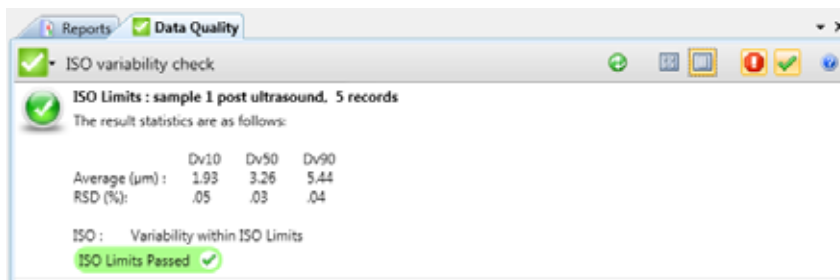 Reports Data Quality
ISO variability check
ISO Limits : sample 1 post ultrasound, 5 records
The result statistics are as follows:
Dv10 Dv50 Dv90
Average (µm) : 1.93 3.26 5.44
RSD (%): .05 .03 .04
ISO : Variability within ISO Limits
ISO Limits Passed